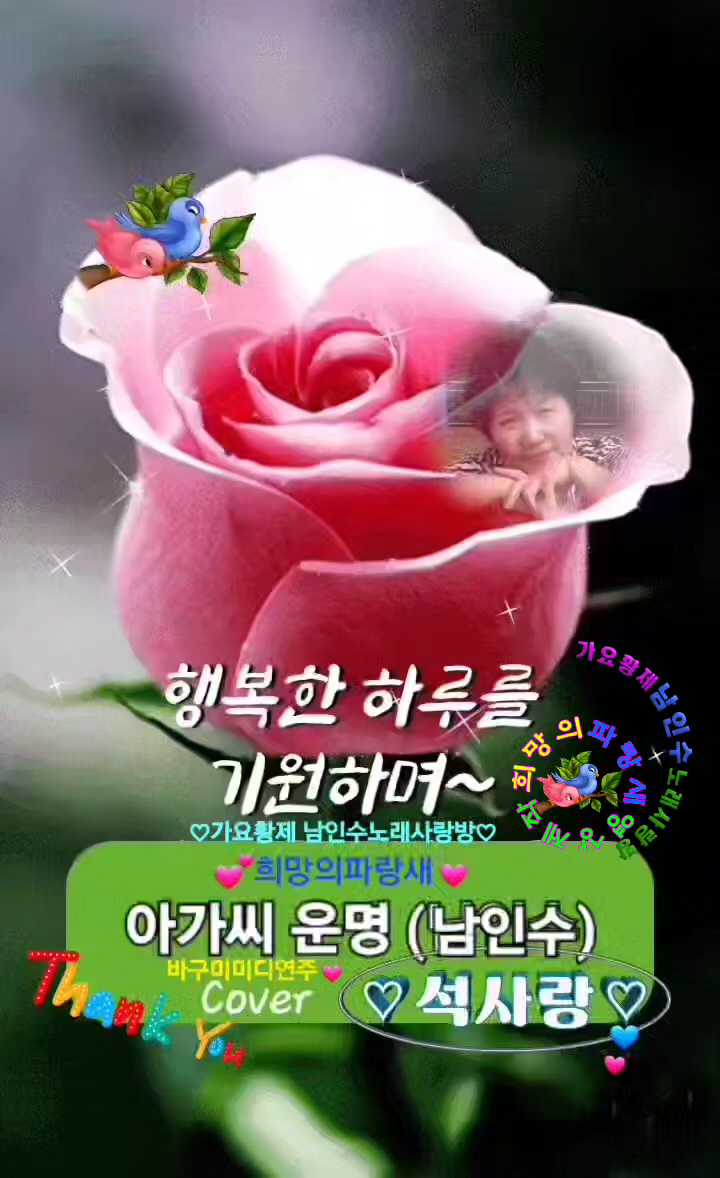 행복한 하루를
기원하며~
♡가요황제 남인수노래사랑방♡
💕희망의파랑새 💕
아가씨 운명 (남인수)
바구미미디연주 💕
Cover
♡석사랑♡
Thank You
가요황제남인수노래사랑방
희망의파랑새